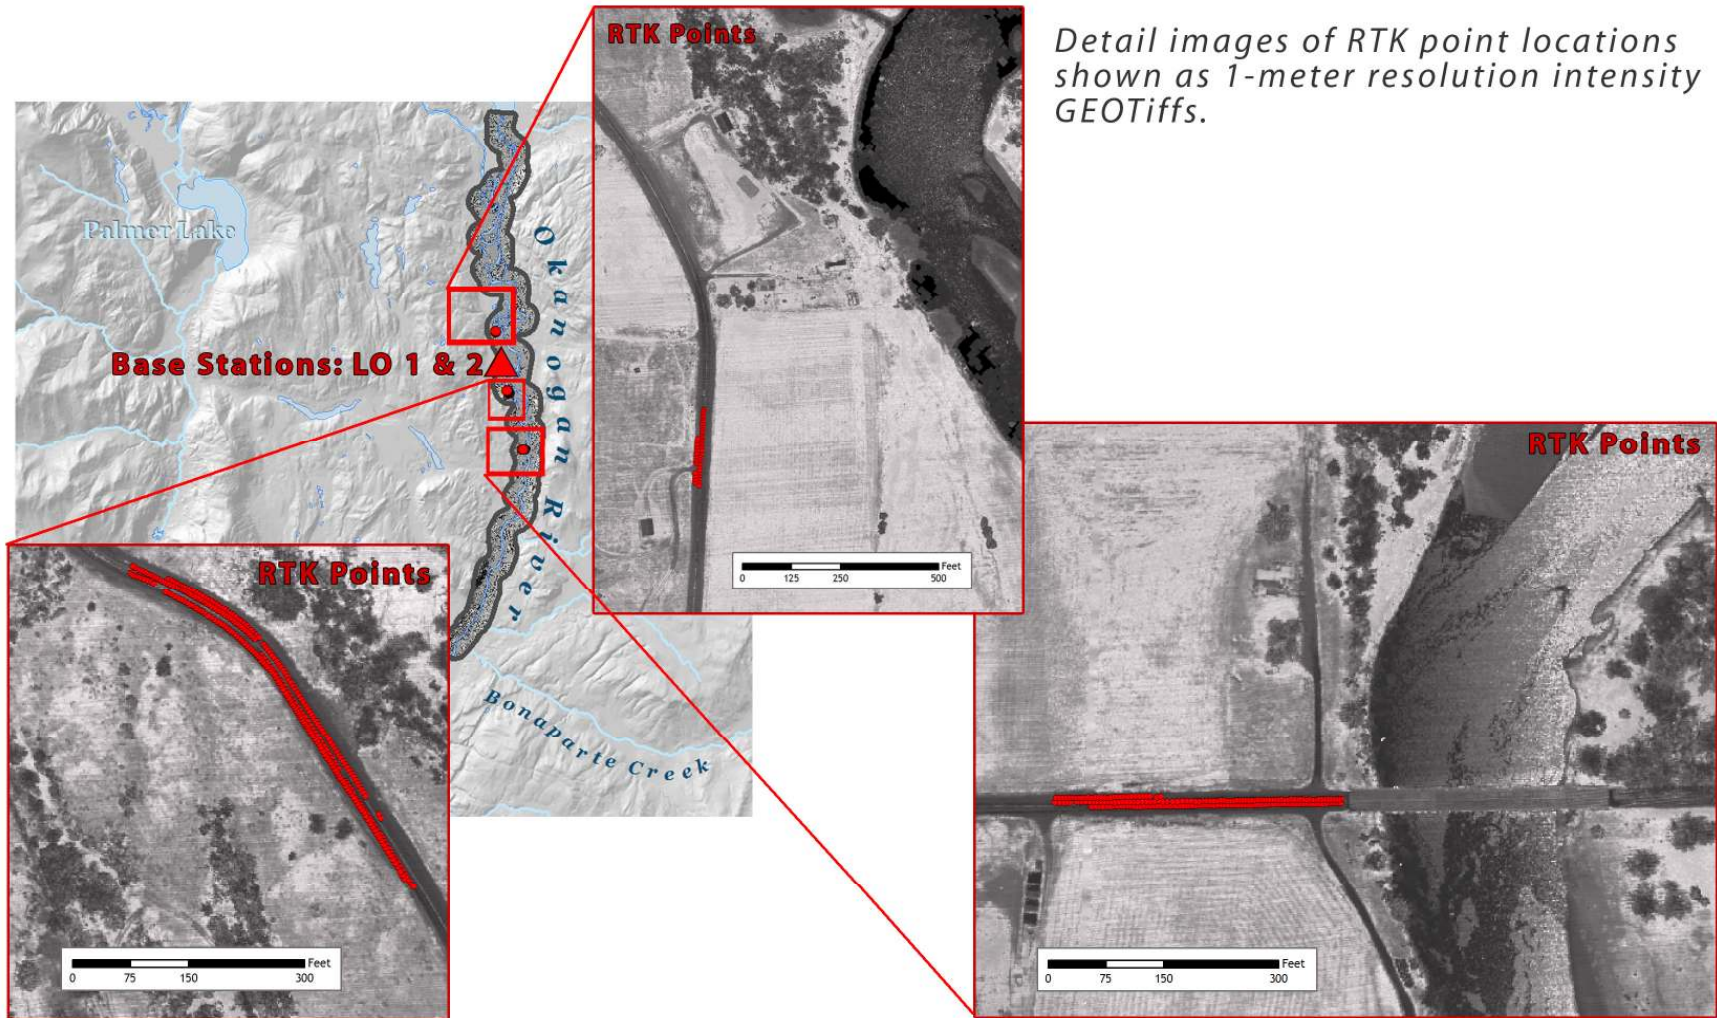 RTK Points
Detail images of RTK point locations
shown as 1-meter resolution intensity
GEOTiffs.
Palmer Lake
Okanogan River
Base Stations: LO 1 & 2
Feet
0 125 250 500
RTK Points
RTK Points
Bonaparte Creek
Feet
0 75 150 300
Feet
0 75 150 300